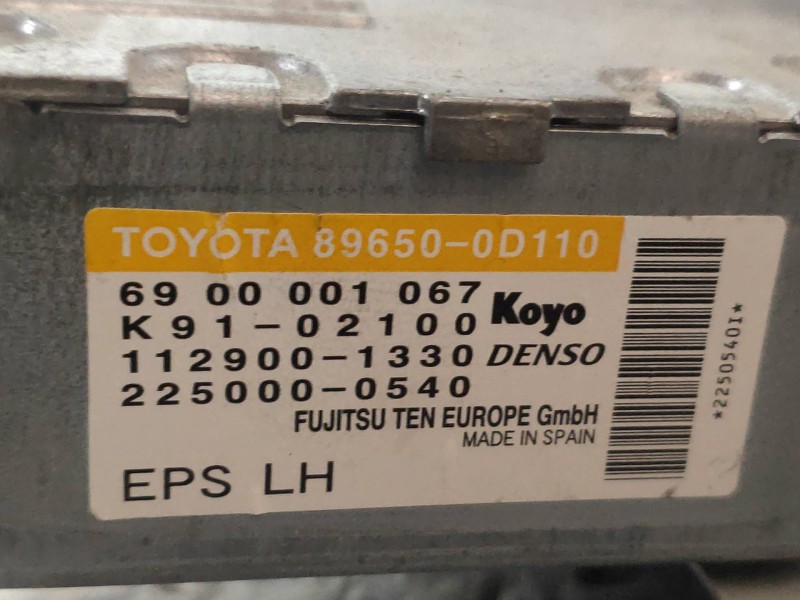 TOYOTA 89650-0D110
69 00 001 067
K91-02100 Koyo
112900-1330 DENSO
225000-0540
FUJITSU TEN EUROPE GmbH
MADE IN SPAIN
EPS LH
*2250540I*